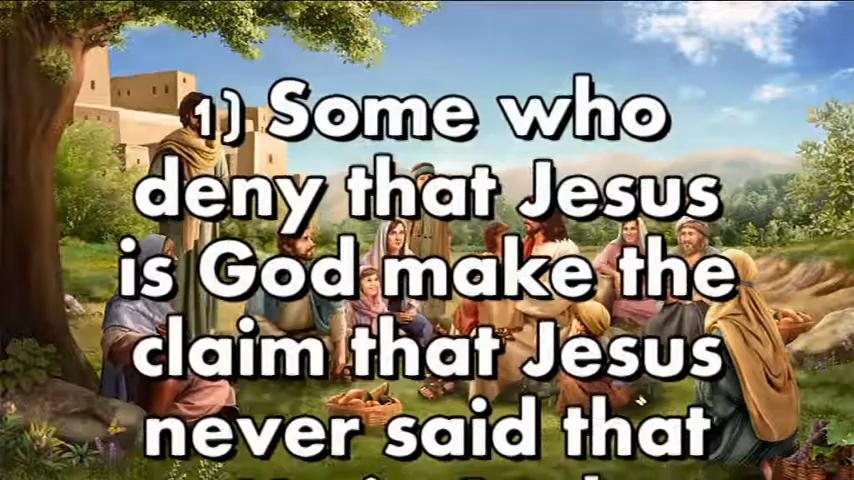 1) Some who
deny that Jesus
is God make the
claim that Jesus
never said that